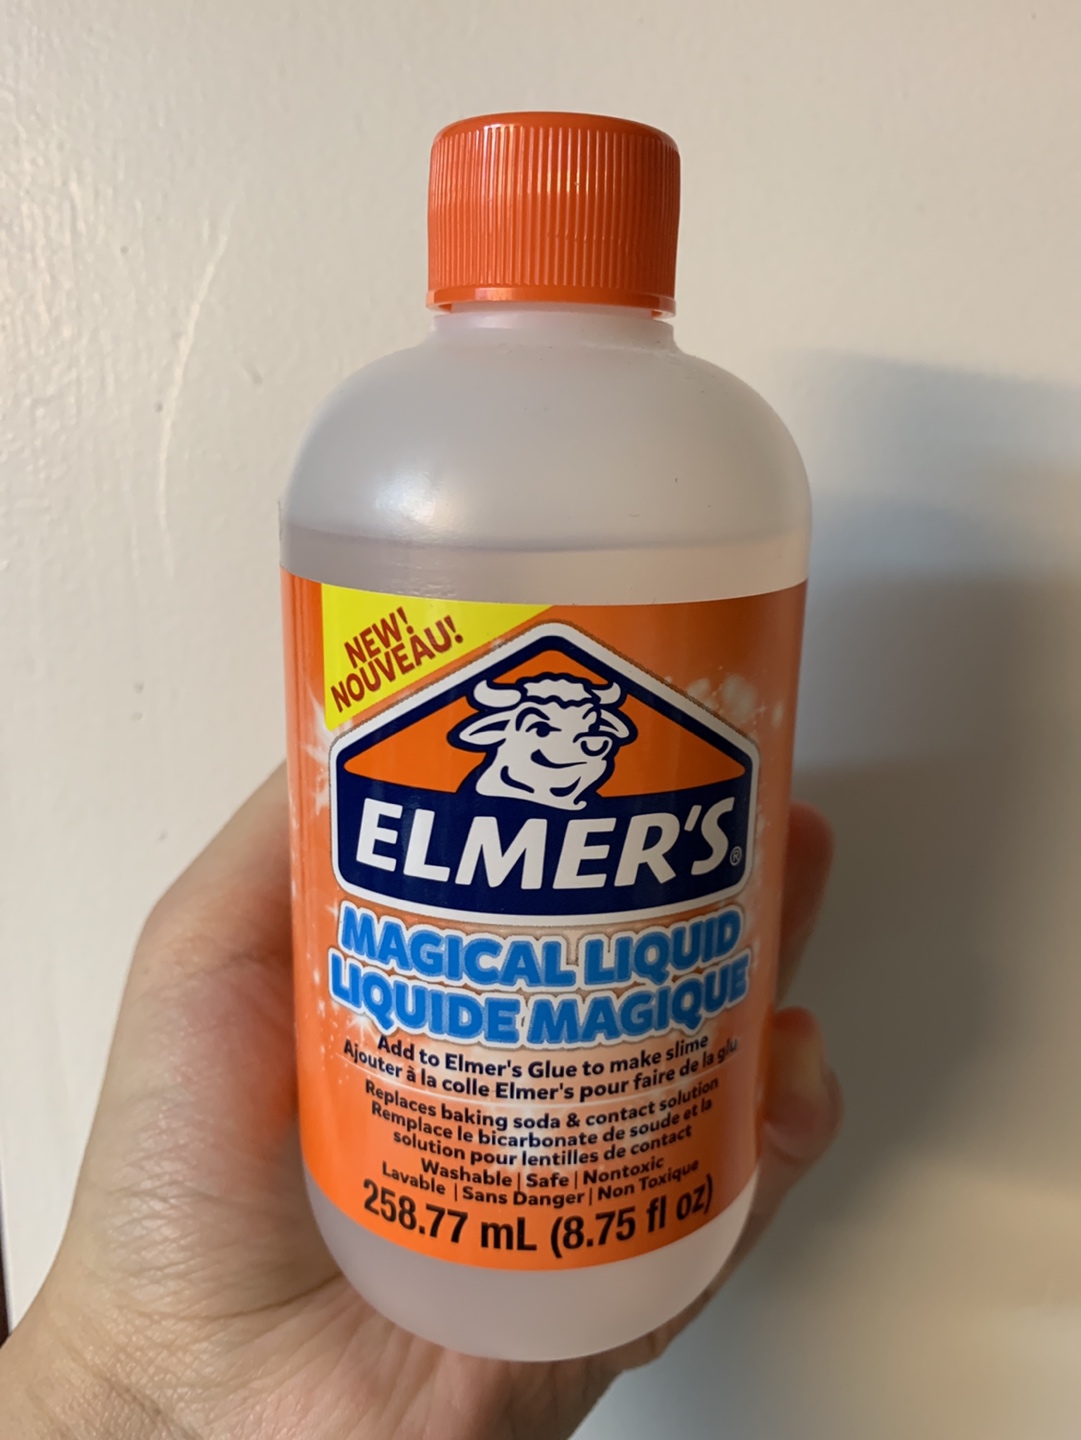 NEW!
NOUVEAU!
ELMER'S®
MAGICAL LIQUID
LIQUIDE MAGIQUE
Add to Elmer's Glue to make slime
Ajouter à la colle Elmer's pour faire de la glu
Replaces baking soda & contact solution
Remplace le bicarbonate de soude et la
solution pour lentilles de contact
Washable | Safe | Nontoxic
Lavable | Sans Danger | Non Toxique
258.77 mL (8.75 fl oz)